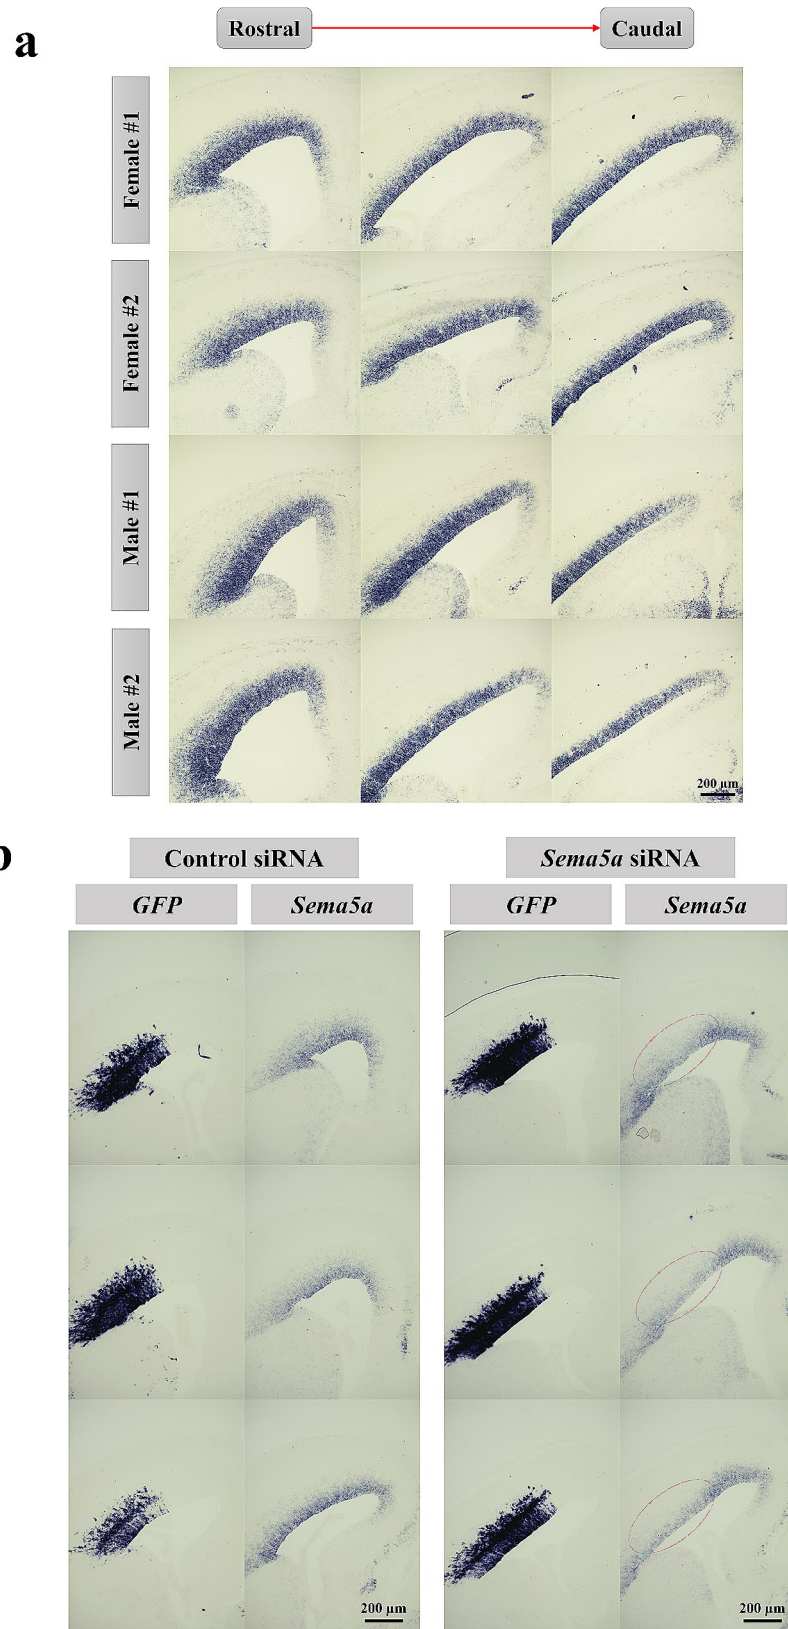 a
Rostral
Caudal
Female #1
Female #2
Male #1
Male #2
200 µm
Control siRNA
Sema5a siRNA
GFP
Sema5a
GFP
Sema5a
200 µm
200 µm